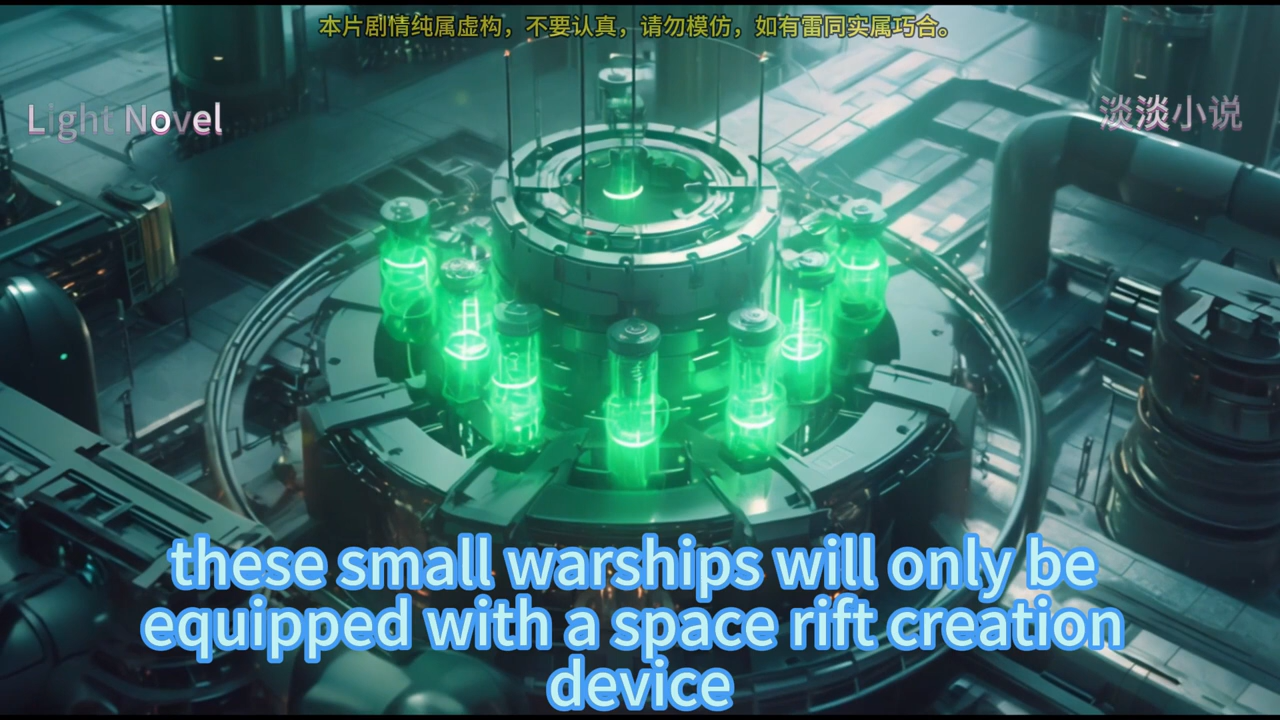 本片剧情纯属虚构，不要认真，请勿模仿，如有雷同实属巧合。
Light Novel
淡淡小说
these small warships will only be
equipped with a space rift creation
device